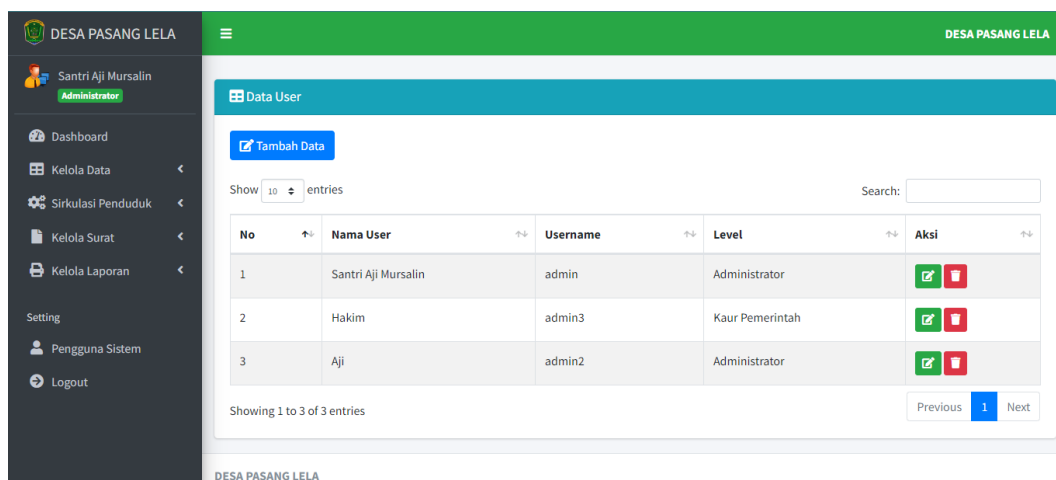 DESA PASANG LELA
DESA PASANG LELA
Santri Aji Mursalin
Administrator
Dashboard
Kelola Data
Sirkulasi Penduduk
Kelola Surat
Kelola Laporan
Setting
Pengguna Sistem
Logout
Data User
Tambah Data
Show 10 entries Search:
No Nama User Username Level Aksi
1 Santri Aji Mursalin admin Administrator
2 Hakim admin3 Kaur Pemerintah
3 Aji admin2 Administrator
Showing 1 to 3 of 3 entries Previous 1 Next
DESA PASANG LELA